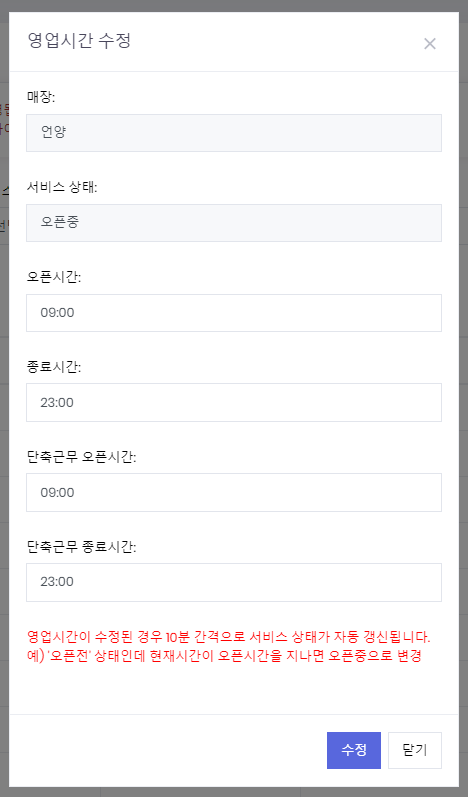 영업시간 수정
매장:
언양
서비스 상태:
오픈중
오픈시간:
09:00
종료시간:
23:00
단축근무 오픈시간:
09:00
단축근무 종료시간:
23:00
영업시간이 수정된 경우 10분 간격으로 서비스 상태가 자동 갱신됩니다.
예) '오픈전' 상태인데 현재시간이 오픈시간을 지나면 오픈중으로 변경
수정 닫기